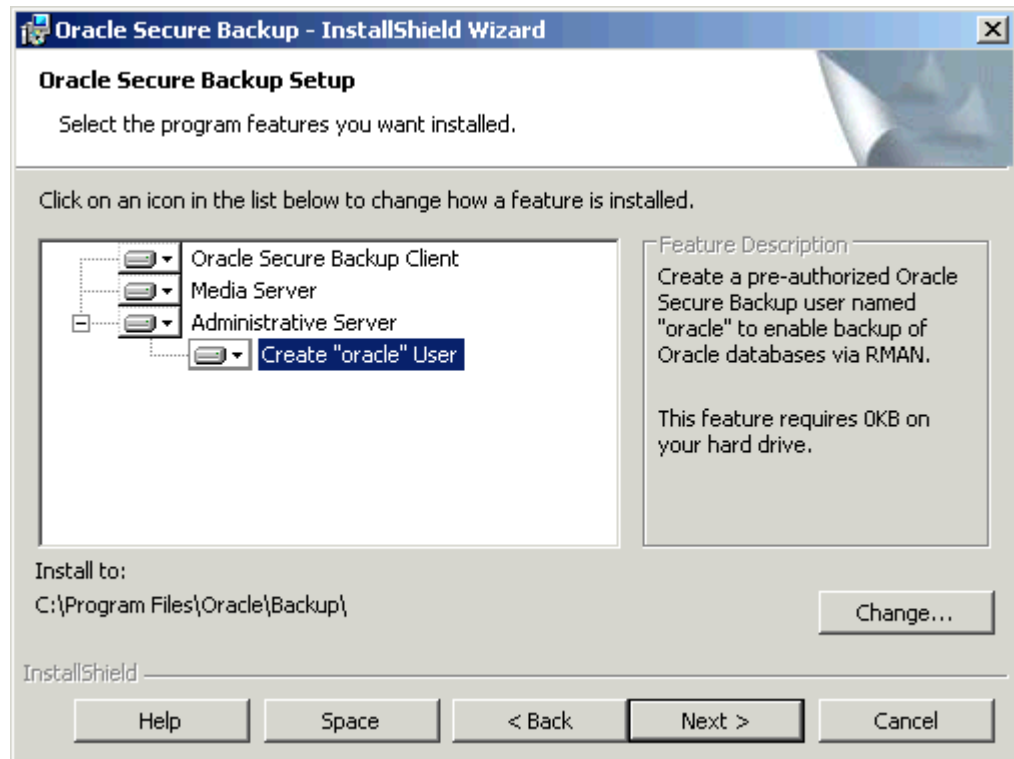 Oracle Secure Backup - InstallShield Wizard
Oracle Secure Backup Setup
Select the program features you want installed.
Click on an icon in the list below to change how a feature is installed.
Oracle Secure Backup Client
Media Server
Administrative Server
Create "oracle" User
Feature Description
Create a pre-authorized Oracle
Secure Backup user named
"oracle" to enable backup of
Oracle databases via RMAN.
This feature requires 0KB on
your hard drive.
Install to:
C:\Program Files\Oracle\Backup\
Change...
InstallShield
Help
Space
< Back
Next >
Cancel